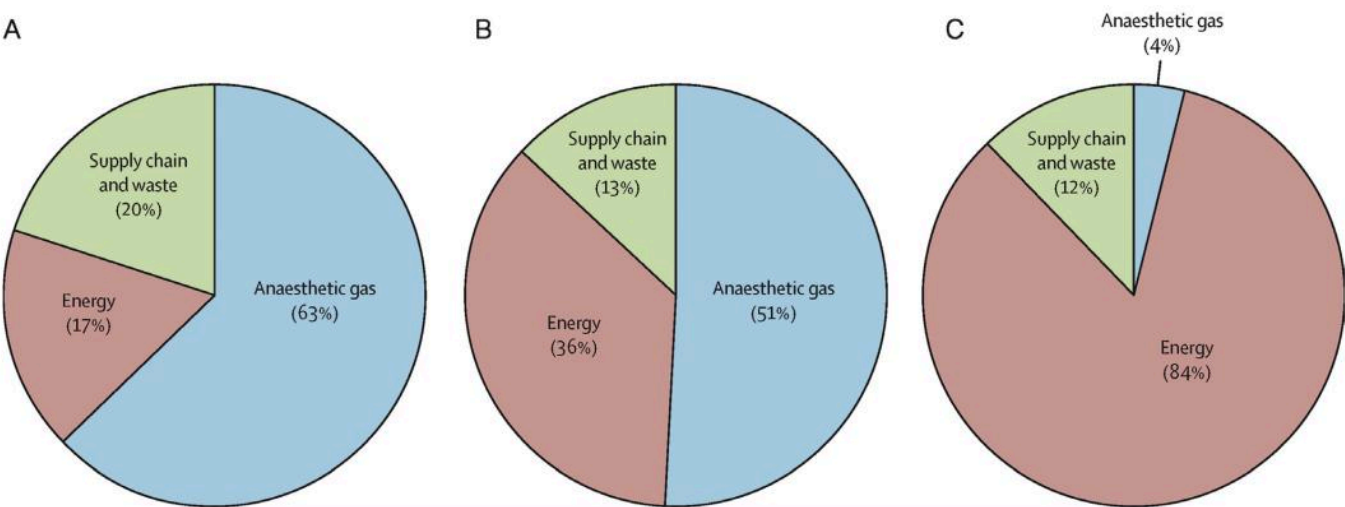 A
Supply chain
and waste
(20%)
Energy
(17%)
Anaesthetic gas
(63%)
B
Supply chain
and waste
(13%)
Energy
(36%)
Anaesthetic gas
(51%)
C
Anaesthetic gas
(4%)
Supply chain
and waste
(12%)
Energy
(84%)